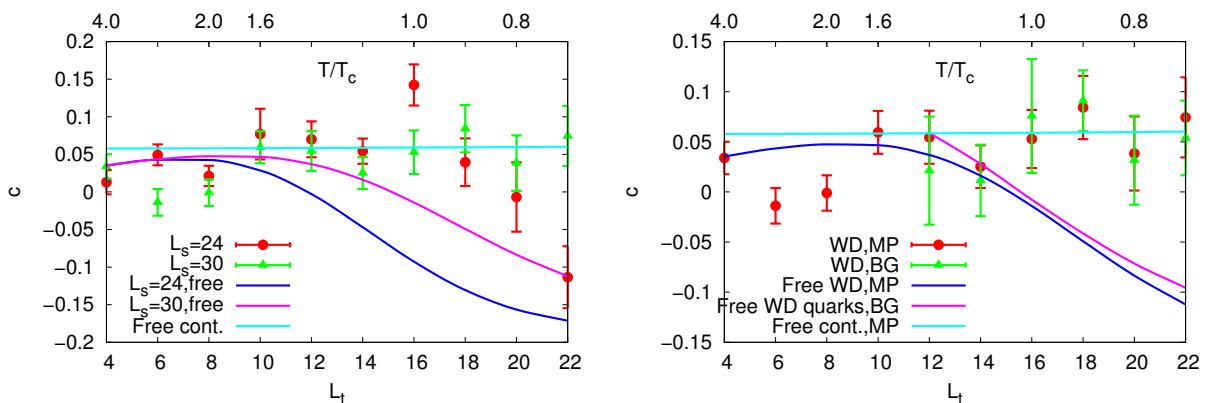 4.0 2.0 1.6 1.0 0.8
T/T_c
0.2
0.15
0.1
0.05
0
−0.05
−0.1
−0.15
−0.2
c
L_s=24
L_s=30
L_s=24,free
L_s=30,free
Free cont.
4 6 8 10 12 14 16 18 20 22
L_t
4.0 2.0 1.6 1.0 0.8
T/T_c
0.15
0.1
0.05
0
−0.05
−0.1
−0.15
c
WD,MP
WD,BG
Free WD,MP
Free WD quarks,BG
Free cont.,MP
4 6 8 10 12 14 16 18 20 22
L_t